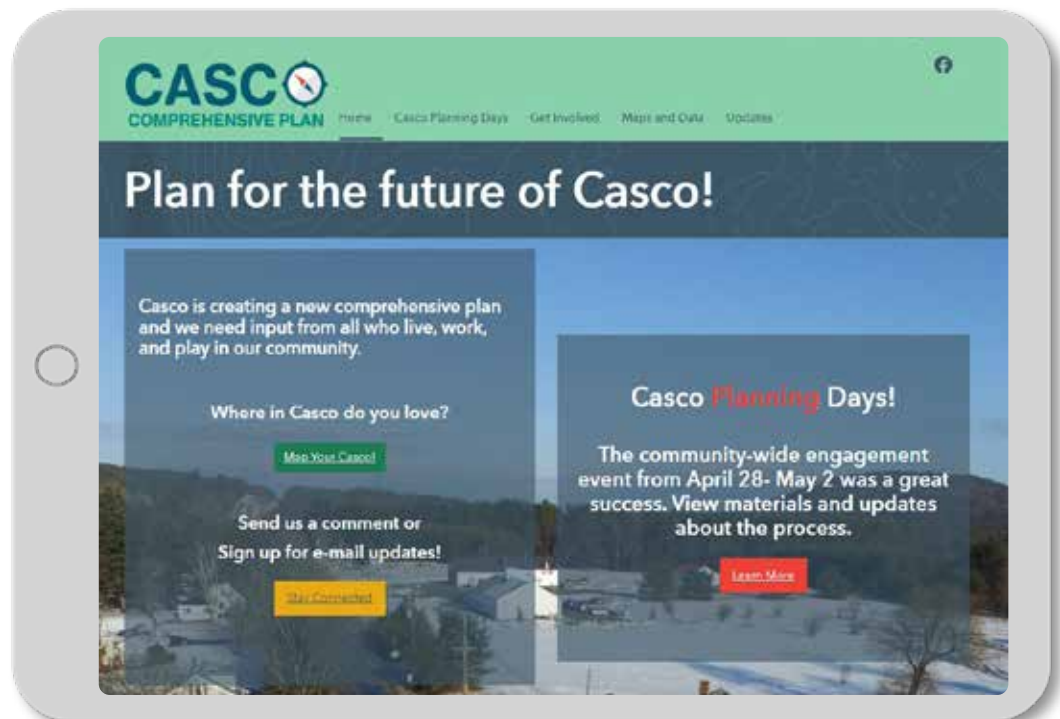 CASCO
COMPREHENSIVE PLAN
Home Casco Planning Days Get Involved Maps and Data Updates
Plan for the future of Casco!
Casco is creating a new comprehensive plan
and we need input from all who live, work,
and play in our community.
Where in Casco do you love?
Map Your Casco!
Send us a comment or
Sign up for e-mail updates!
Stay Connected
Casco Planning Days!
The community-wide engagement
event from April 28- May 2 was a great
success. View materials and updates
about the process.
Learn More